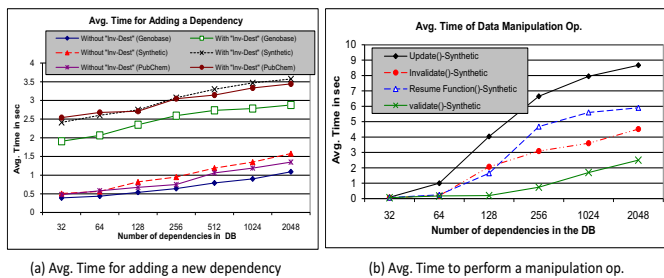 Avg. Time for Adding a Dependency
Without "Inv-Dest" (Genobase)
With "Inv-Dest" (Genobase)
Without "Inv-Dest" (Synthetic)
With "Inv-Dest" (Synthetic)
Without "Inv-Dest" (PubChem)
With "Inv-Dest" (PubChem)
Avg. Time in sec
4
3.5
3
2.5
2
1.5
1
0.5
0
32 64 128 256 512 1024 2048
Number of dependencies in DB
(a) Avg. Time for adding a new dependency
Avg. Time of Data Manipulation Op.
Update()-Synthetic
Invalidate()-Synthetic
Resume Function()-Synthetic
validate()-Synthetic
Avg. Time in sec
10
9
8
7
6
5
4
3
2
1
0
32 64 128 256 1024 2048
Number of dependencies in the DB
(b) Avg. Time to perform a manipulation op.